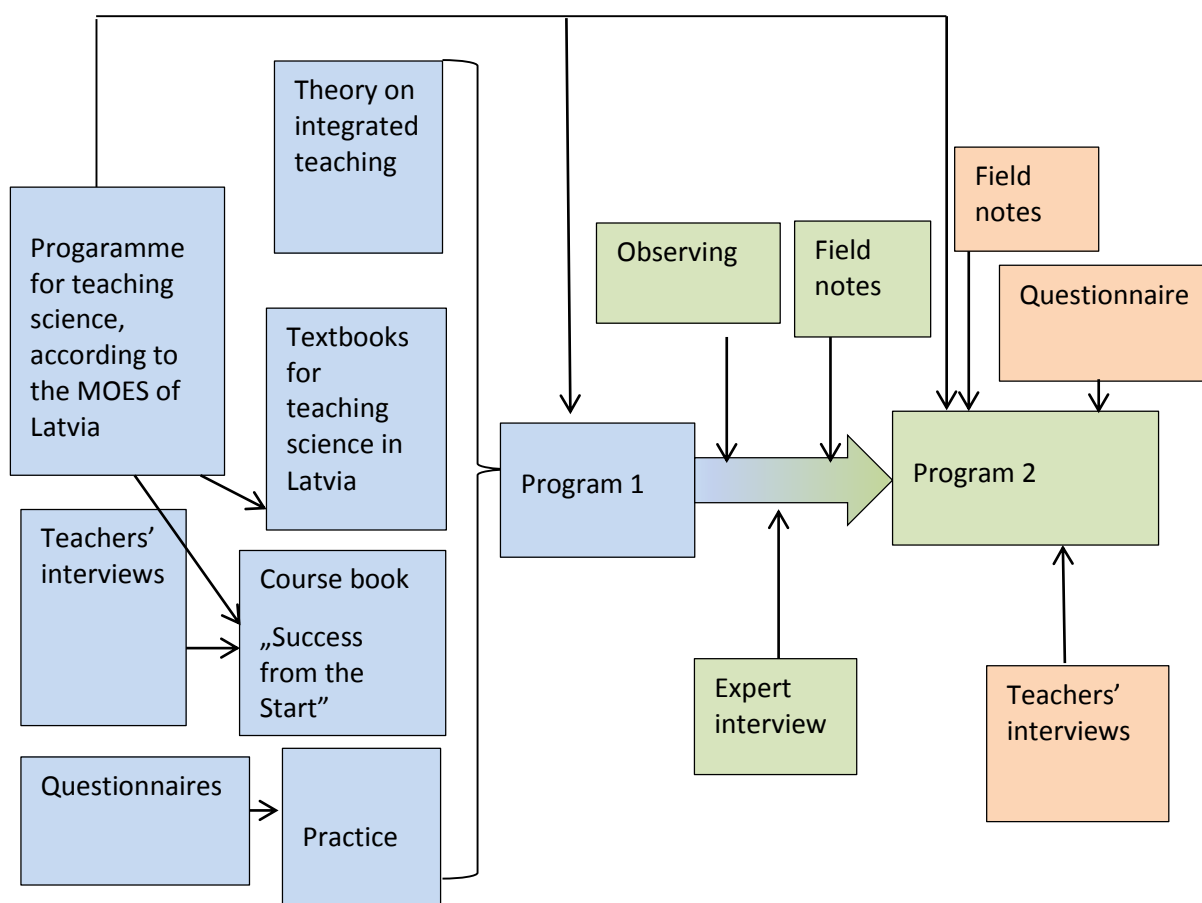 Theory on
integrated
teaching
Progaramme
for teaching
science,
according to
the MOES of
Latvia
Textbooks
for
teaching
science in
Latvia
Teachers’
interviews
Course book
„Success
from the
Start”
Questionnaires
Practice
Program 1
Observing
Field
notes
Expert
interview
Field
notes
Questionnaire
Program 2
Teachers’
interviews